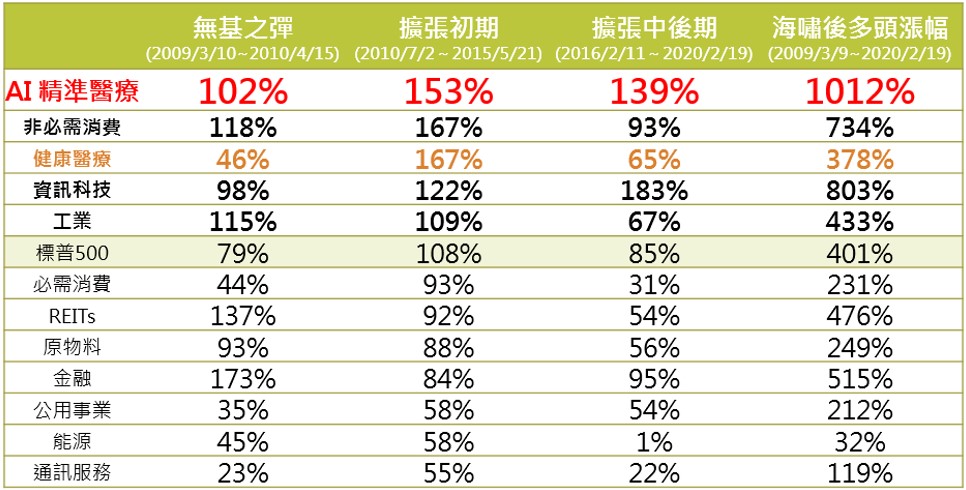 無基之彈 擴張初期 擴張中後期 海嘯後多頭漲幅
(2009/3/10~2010/4/15) (2010/7/2~2015/5/21) (2016/2/11~2020/2/19) (2009/3/9~2020/2/19)
AI 精準醫療 102% 153% 139% 1012%
非必需消費 118% 167% 93% 734%
健康醫療 46% 167% 65% 378%
資訊科技 98% 122% 183% 803%
工業 115% 109% 67% 433%
標普500 79% 108% 85% 401%
必需消費 44% 93% 31% 231%
REITs 137% 92% 54% 476%
原物料 93% 88% 56% 249%
金融 173% 84% 95% 515%
公用事業 35% 58% 54% 212%
能源 45% 58% 1% 32%
通訊服務 23% 55% 22% 119%